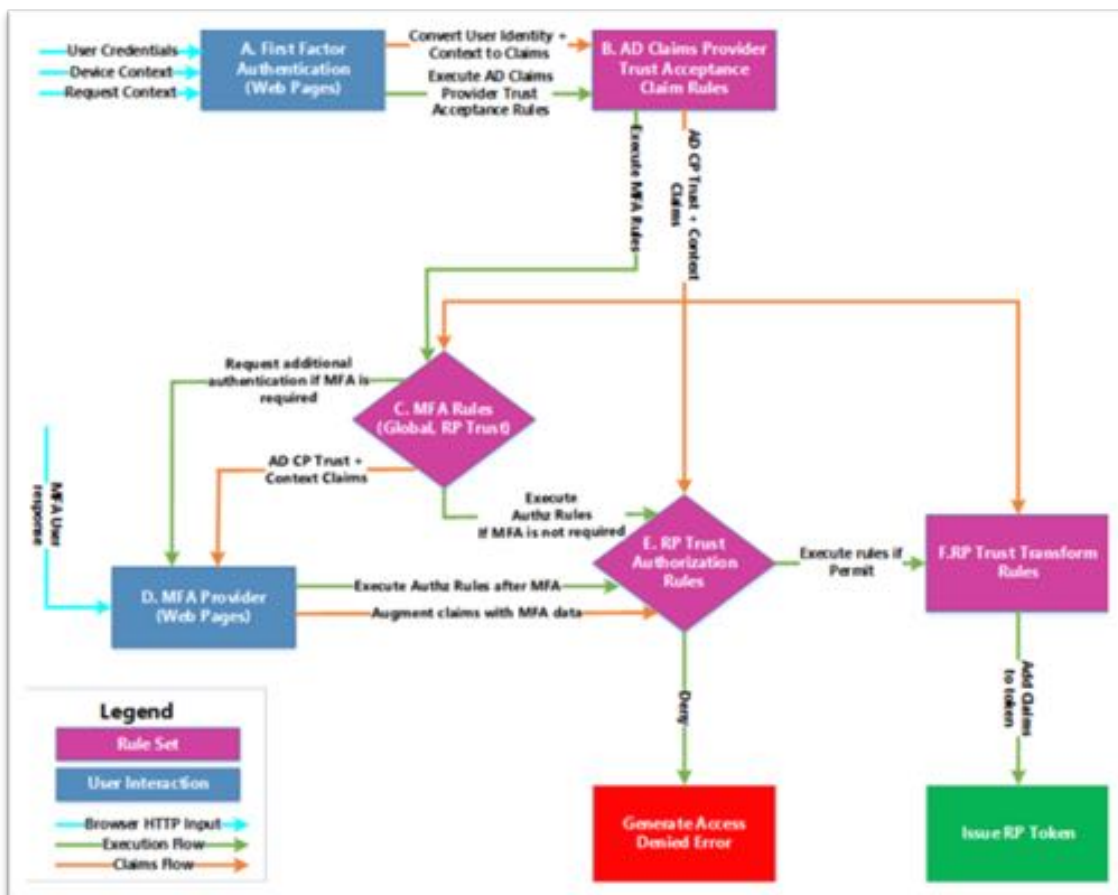 User Credentials
Device Context
Request Context
A. First Factor
Authentication
(Web Pages)
Convert User Identity +
Context to Claims
Execute AD Claims
Provider Trust
Acceptance Rules
B. AD Claims Provider
Trust Acceptance
Claim Rules
Execute MFA Rules
AD CP Trust + Context
Claims
Request additional
authentication if MFA is
required
C. MFA Rules
(Global, RP Trust)
AD CP Trust +
Context Claims
MFA User
response
Execute
Authz Rules
If MFA is not required
E. RP Trust
Authorization
Rules
Execute rules if
Permit
F.RP Trust Transform
Rules
D. MFA Provider
(Web Pages)
Execute Authz Rules after MFA
Augment claims with MFA data
Deny
Add Claims
to token
Legend
Rule Set
User Interaction
Browser HTTP Input
Execution Flow
Claims Flow
Generate Access
Denied Error
Issue RP Token